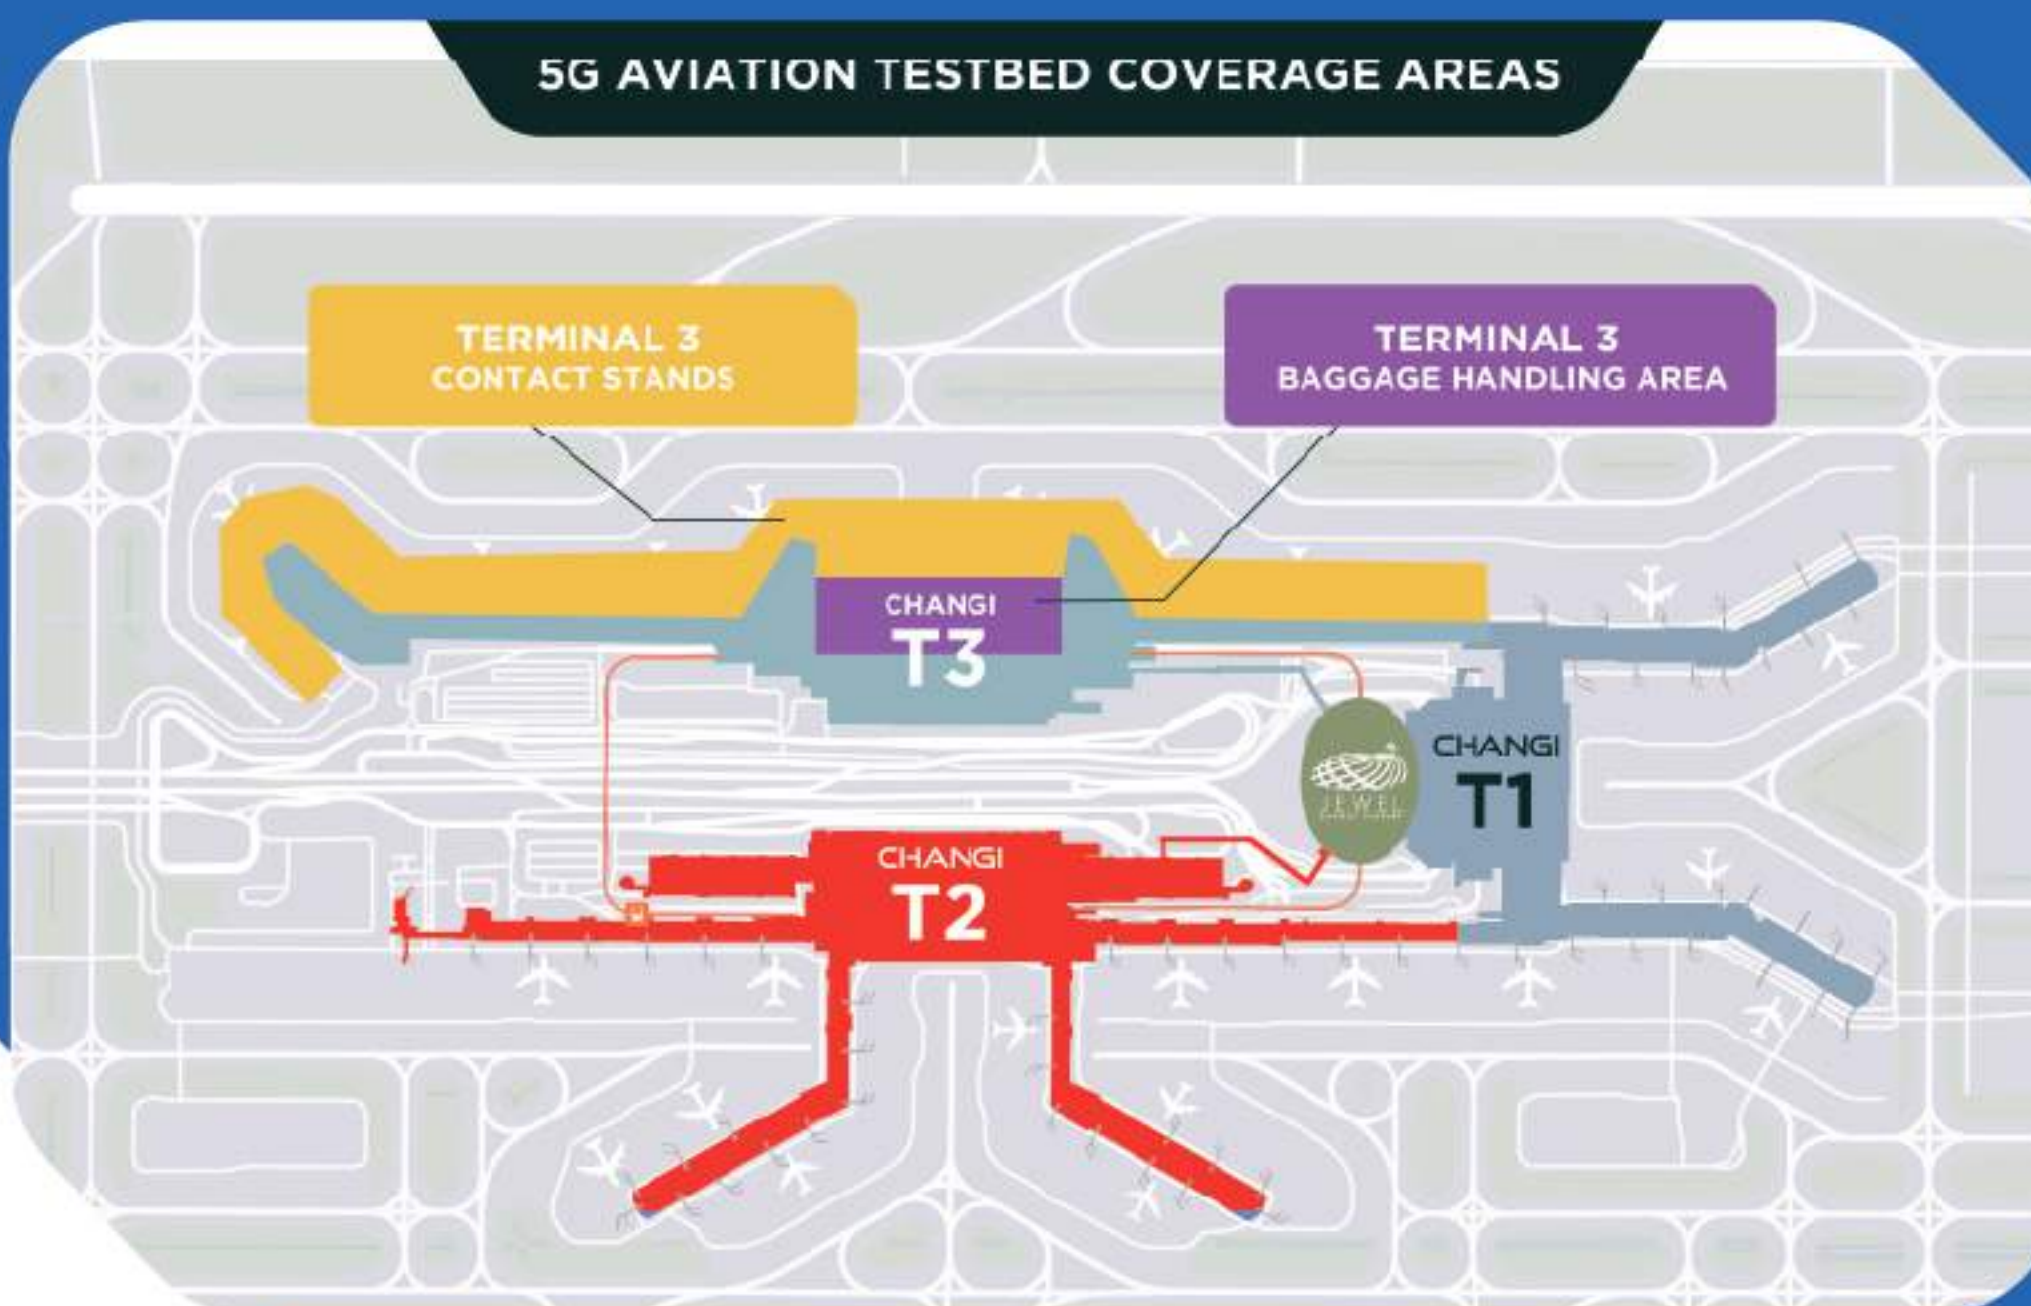 5G AVIATION TESTBED COVERAGE AREAS
TERMINAL 3
CONTACT STANDS
TERMINAL 3
BAGGAGE HANDLING AREA
CHANGI
T3
JEWEL
CHANGI
T1
CHANGI
T2